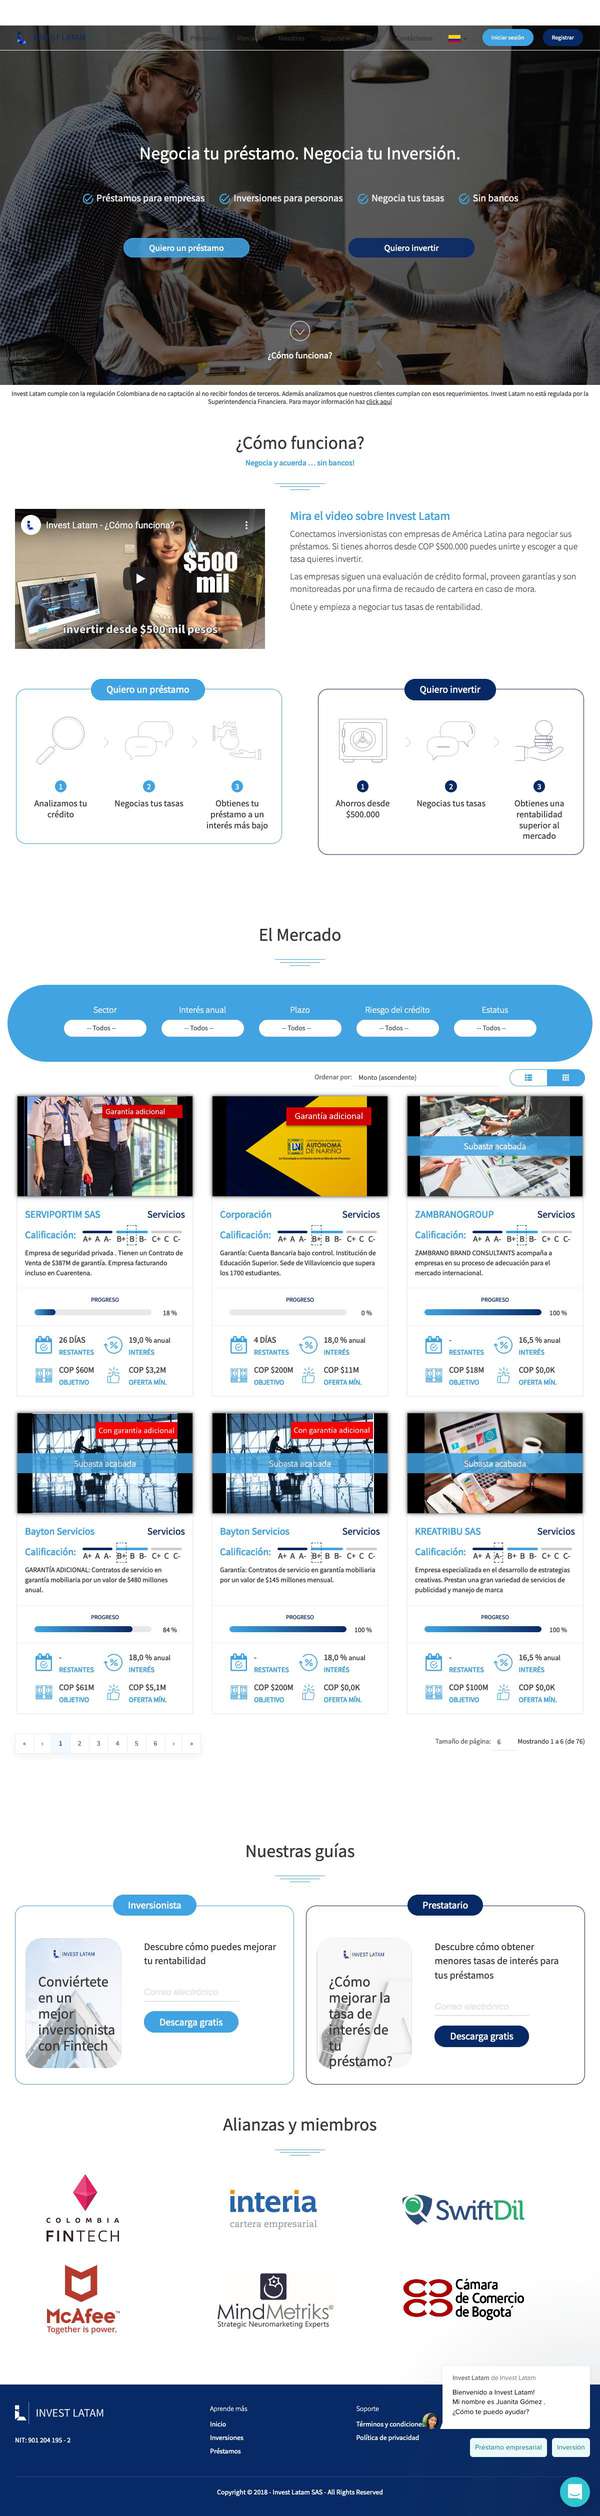 INVEST LATAM
Nosotros
Contáctenos
Iniciar sesión
Registrar
Negocia tu préstamo. Negocia tu Inversión.
Préstamos para empresas Inversiones para personas Negocia tus tasas Sin bancos
Quiero un préstamo Quiero invertir
¿Cómo funciona?
Invest Latam cumple con la regulación Colombiana de no captación al no recibir fondos de terceros. Además analizamos que nuestros clientes cumplan con esos requerimientos. Invest Latam no está regulada por la
Superintendencia Financiera. Para mayor información haz click aquí
¿Cómo funciona?
Negocia y acuerda ... sin bancos!
Invest Latam - ¿Cómo funciona?
$500
mil
invertir desde $500 mil pesos
Mira el video sobre Invest Latam
Conectamos inversionistas con empresas de América Latina para negociar sus
préstamos. Si tienes ahorros desde COP $500.000 puedes unirte y escoger a que
tasa quieres invertir.
Las empresas siguen una evaluación de crédito formal, proveen garantías y son
monitoreadas por una firma de recaudo de cartera en caso de mora.
Únete y empieza a negociar tus tasas de rentabilidad.
Quiero un préstamo
1 2 3
Analizamos tu Negocias tus tasas Obtienes tu
crédito préstamo a un
interés más bajo
Quiero invertir
1 2 3
Ahorros desde Negocias tus tasas Obtienes una
$500.000 rentabilidad
superior al
mercado
El Mercado
Sector Interés anual Plazo Riesgo del crédito Estatus
-- Todos -- -- Todos -- -- Todos -- -- Todos -- -- Todos --
Ordenar por: Monto (ascendente)
Garantía adicional
SERVIPORTIM SAS Servicios
Calificación: A+ A A- B+ B B- C+ C C-
Empresa de seguridad privada . Tienen un Contrato de
Venta de $387M de garantía. Empresa facturando
incluso en Cuarentena.
PROGRESO
18 %
26 DÍAS 19,0 % anual
RESTANTES INTERÉS
COP $60M COP $3,2M
OBJETIVO OFERTA MÍN.
Garantía adicional
AUTÓNOMA
DE NARIÑO
Corporación Servicios
Calificación: A+ A A- B+ B B- C+ C C-
Garantía: Cuenta Bancaria bajo control. Institución de
Educación Superior. Sede de Villavicencio que supera
los 1700 estudiantes.
PROGRESO
0 %
4 DÍAS 18,0 % anual
RESTANTES INTERÉS
COP $200M COP $11M
OBJETIVO OFERTA MÍN.
Subasta acabada
ZAMBRANOGROUP Servicios
Calificación: A+ A A- B+ B B- C+ C C-
ZAMBRANO BRAND CONSULTANTS acompaña a
empresas en su proceso de adecuación para el
mercado internacional.
PROGRESO
100 %
- 16,5 % anual
RESTANTES INTERÉS
COP $18M COP $0,0K
OBJETIVO OFERTA MÍN.
Con garantía adicional
Subasta acabada
Bayton Servicios Servicios
Calificación: A+ A A- B+ B B- C+ C C-
GARANTÍA ADICIONAL: Contratos de servicio en
garantía mobiliaria por un valor de $480 millones
anual.
PROGRESO
84 %
- 18,0 % anual
RESTANTES INTERÉS
COP $61M COP $5,1M
OBJETIVO OFERTA MÍN.
Con garantía adicional
Subasta acabada
Bayton Servicios Servicios
Calificación: A+ A A- B+ B B- C+ C C-
Garantía: Contratos de servicio en garantía mobiliaria
por un valor de $145 millones mensual.
PROGRESO
100 %
- 18,0 % anual
RESTANTES INTERÉS
COP $200M COP $0,0K
OBJETIVO OFERTA MÍN.
Subasta acabada
KREATRIBU SAS Servicios
Calificación: A+ A A- B+ B B- C+ C C-
Empresa especializada en el desarrollo de estrategias
creativas. Prestan una gran variedad de servicios de
publicidad y manejo de marca
PROGRESO
100 %
- 16,5 % anual
RESTANTES INTERÉS
COP $100M COP $0,0K
OBJETIVO OFERTA MÍN.
« ‹ 1 2 3 4 5 6 › »
Tamaño de página: 6 Mostrando 1 a 6 (de 76)
Nuestras guías
Inversionista
INVEST LATAM
Conviértete
en un
mejor
inversionista
con Fintech
Descubre cómo puedes mejorar
tu rentabilidad
Correo electrónico
Descarga gratis
Prestatario
INVEST LATAM
¿Cómo
mejorar la
tasa de
interés de
tu
préstamo?
Descubre cómo obtener
menores tasas de interés para
tus préstamos
Correo electrónico
Descarga gratis
Alianzas y miembros
COLOMBIA
FINTECH
interia
cartera empresarial
SwiftDil
McAfee™
Together is power.
MindMetriks®
Strategic Neuromarketing Experts
Cámara
de Comercio
de Bogotá
INVEST LATAM
NIT: 901 204 195 - 2
Aprende más
Inicio
Inversiones
Préstamos
Soporte
Términos y condiciones
Política de privacidad
Invest Latam de Invest Latam
Bienvenido a Invest Latam!
Mi nombre es Juanita Gómez .
¿Cómo te puedo ayudar?
Préstamo empresarial Inversión
Copyright © 2018 - Invest Latam SAS - All Rights Reserved